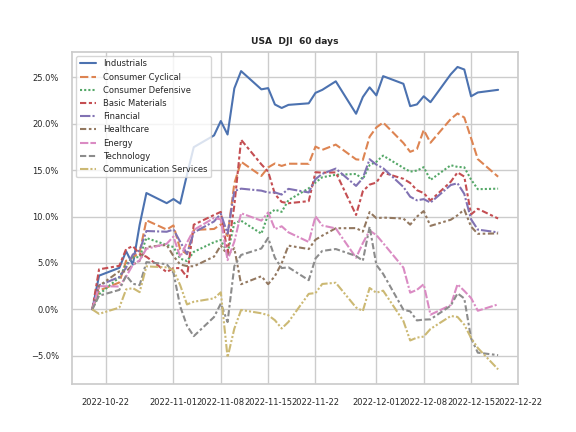 USA DJI 60 days
Industrials
Consumer Cyclical
Consumer Defensive
Basic Materials
Financial
Healthcare
Energy
Technology
Communication Services
25.0%
20.0%
15.0%
10.0%
5.0%
0.0%
−5.0%
2022-10-22 2022-11-01 2022-11-08 2022-11-15 2022-11-22 2022-12-01 2022-12-08 2022-12-15 2022-12-22